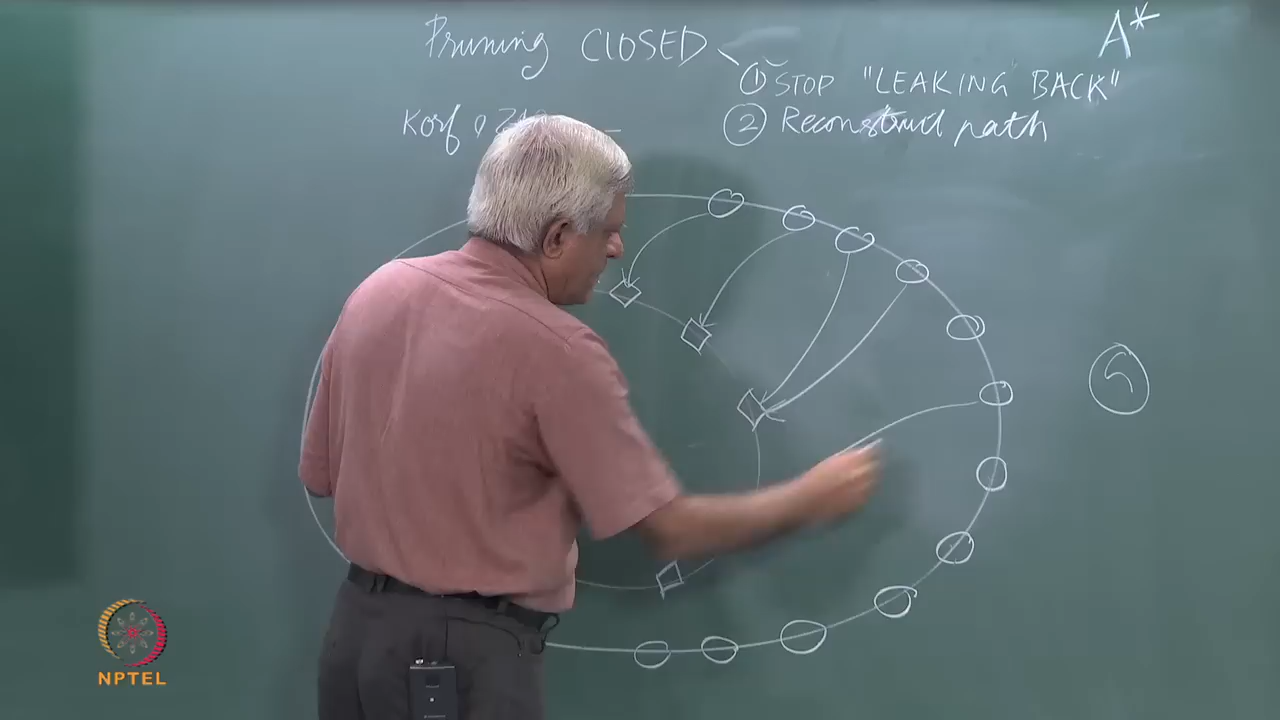 Pruning CLOSED
A*
① STOP "LEAKING BACK"
Korf,
② Reconstruct path
G
NPTEL